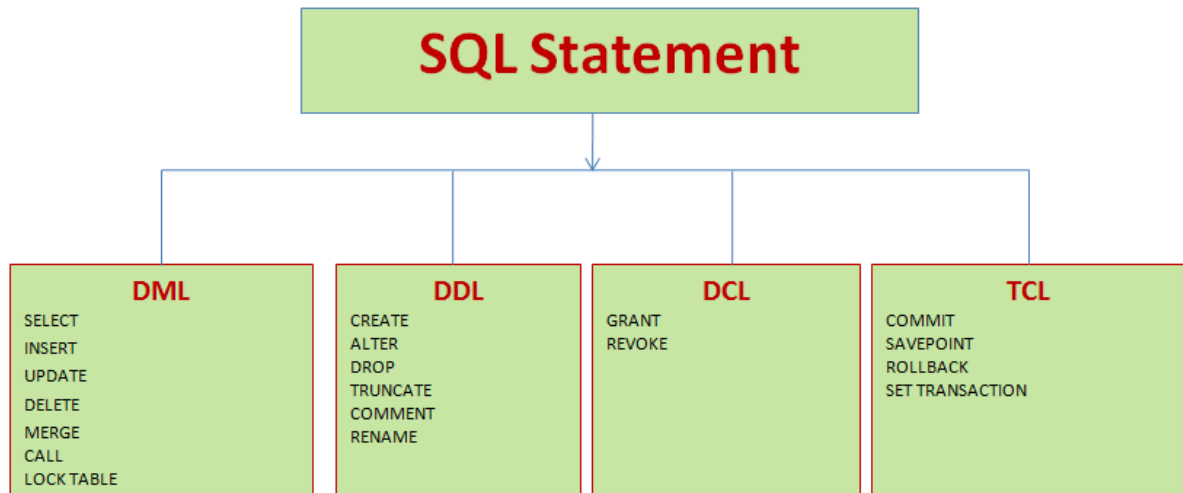 SQL Statement
DML
SELECT
INSERT
UPDATE
DELETE
MERGE
CALL
LOCK TABLE
DDL
CREATE
ALTER
DROP
TRUNCATE
COMMENT
RENAME
DCL
GRANT
REVOKE
TCL
COMMIT
SAVEPOINT
ROLLBACK
SET TRANSACTION